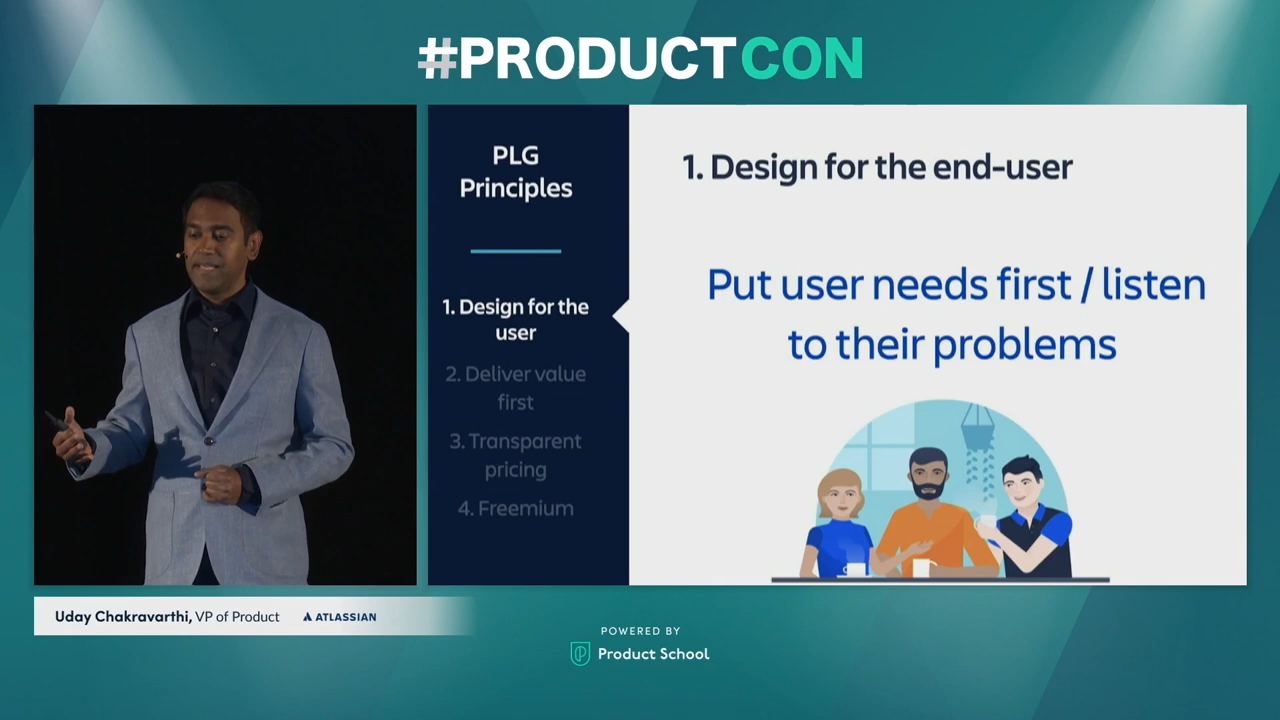 #PRODUCTCON
PLG
Principles
1. Design for the
user
2. Deliver value
first
3. Transparent
pricing
4. Freemium
1. Design for the end-user
Put user needs first / listen
to their problems
Uday Chakravarthi, VP of Product
ATLASSIAN
POWERED BY
Product School